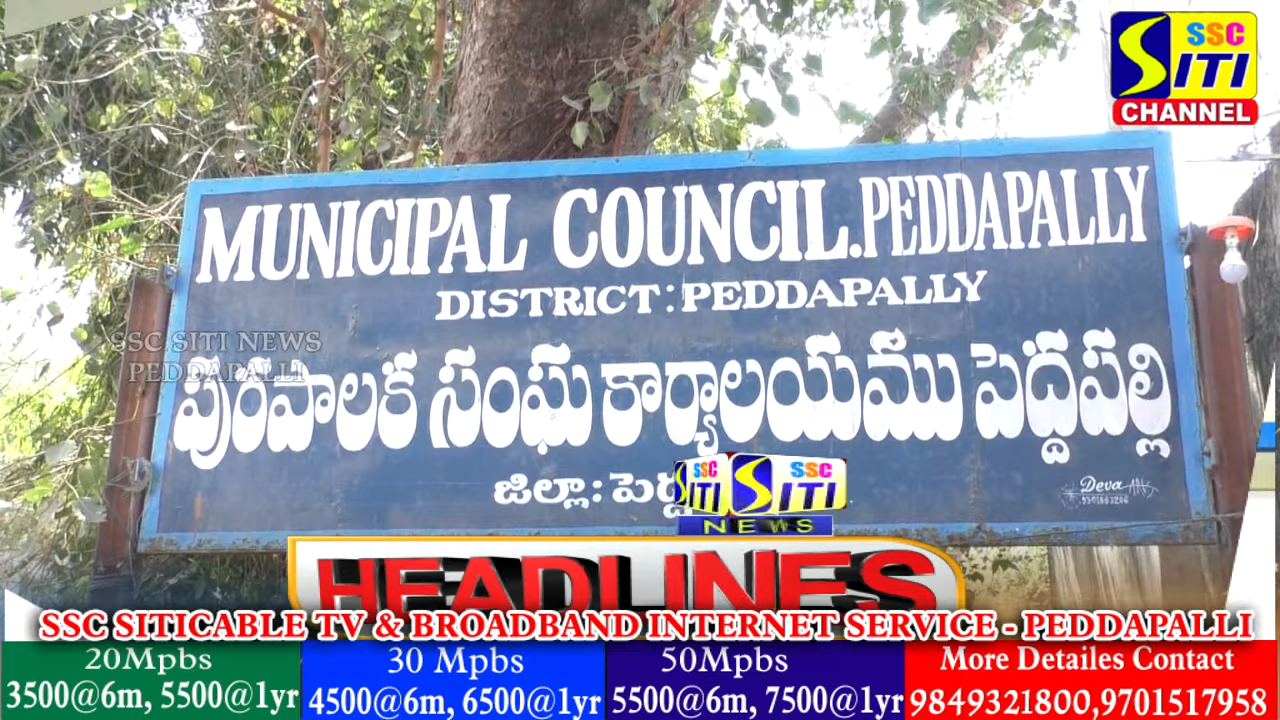 SSC
SITI
CHANNEL
MUNICIPAL COUNCIL.PEDDAPALLY
DISTRICT:PEDDAPALLY
SSC SITI NEWS
PEDDAPALLI
పురపాలక సంఘ కార్యాలయము పెద్దపల్లి
జిల్లా: పెద్ద
SSC SSC
SITI SITI
NEWS
Deva Arts
HEADLINES
SSC SITICABLE TV & BROADBAND INTERNET SERVICE - PEDDAPALLI
20Mpbs 30 Mpbs 50Mpbs More Detailes Contact
3500@6m, 5500@1yr 4500@6m, 6500@1yr 5500@6m, 7500@1yr 9849321800,9701517958